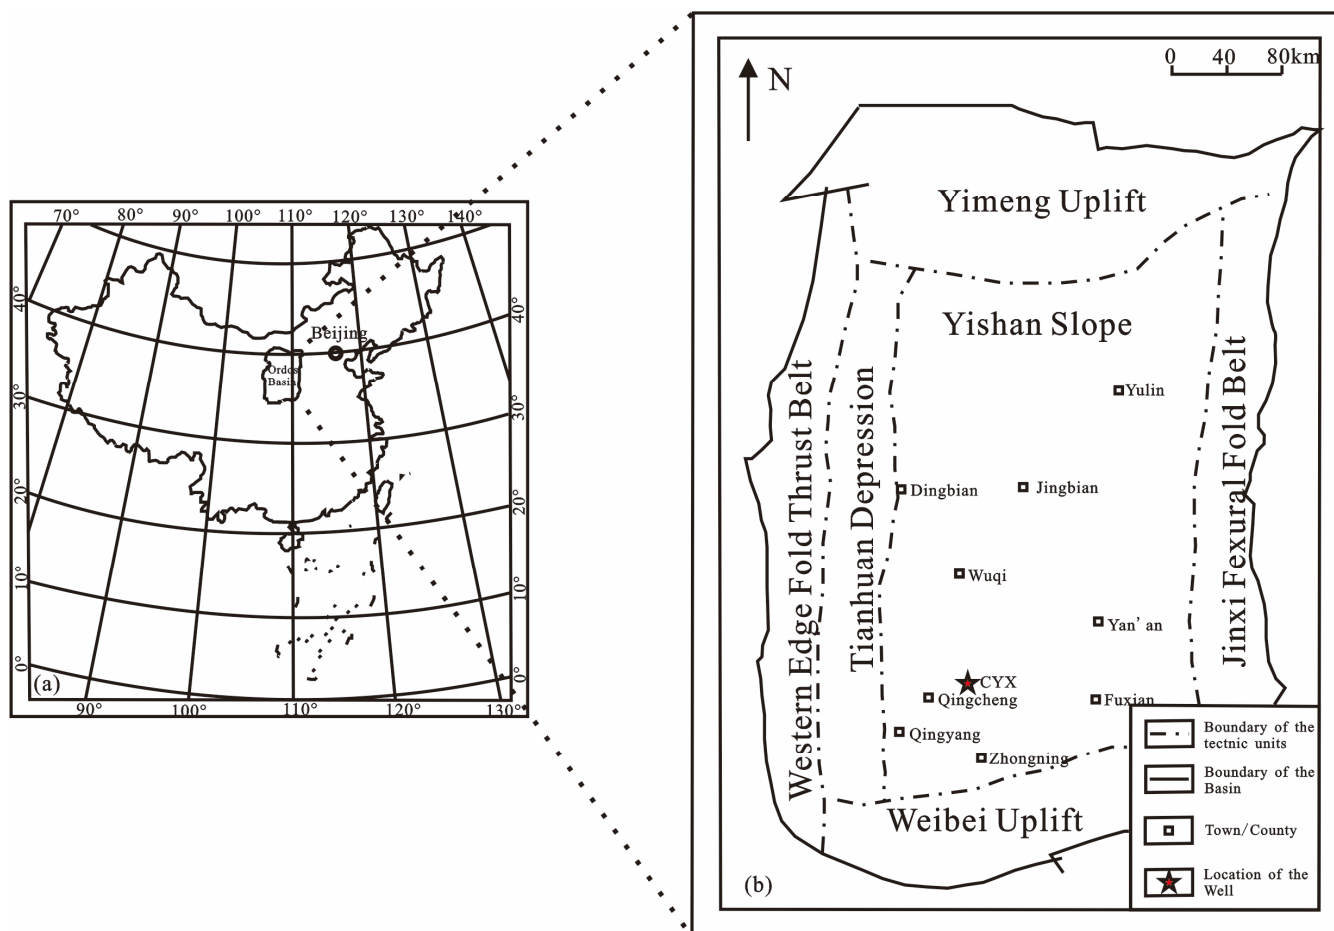 70° 80° 90° 100° 110° 120° 130° 140°
40°
30°
20°
10°
0°
40°
30°
20°
10°
0°
Beijing
Ordos
Basin
(a)
90° 100° 110° 120° 130°
N
0 40 80km
Yimeng Uplift
Yishan Slope
Western Edge Fold Thrust Belt
Tianhuan Depression
Jinxi Fexural Fold Belt
Yulin
Dingbian
Jingbian
Wuqi
Yan' an
CYX
Qingcheng
Fuxian
Qingyang
Zhongning
Weibei Uplift
(b)
Boundary of the
tectnic units
Boundary of the
Basin
Town/County
Location of the
Well